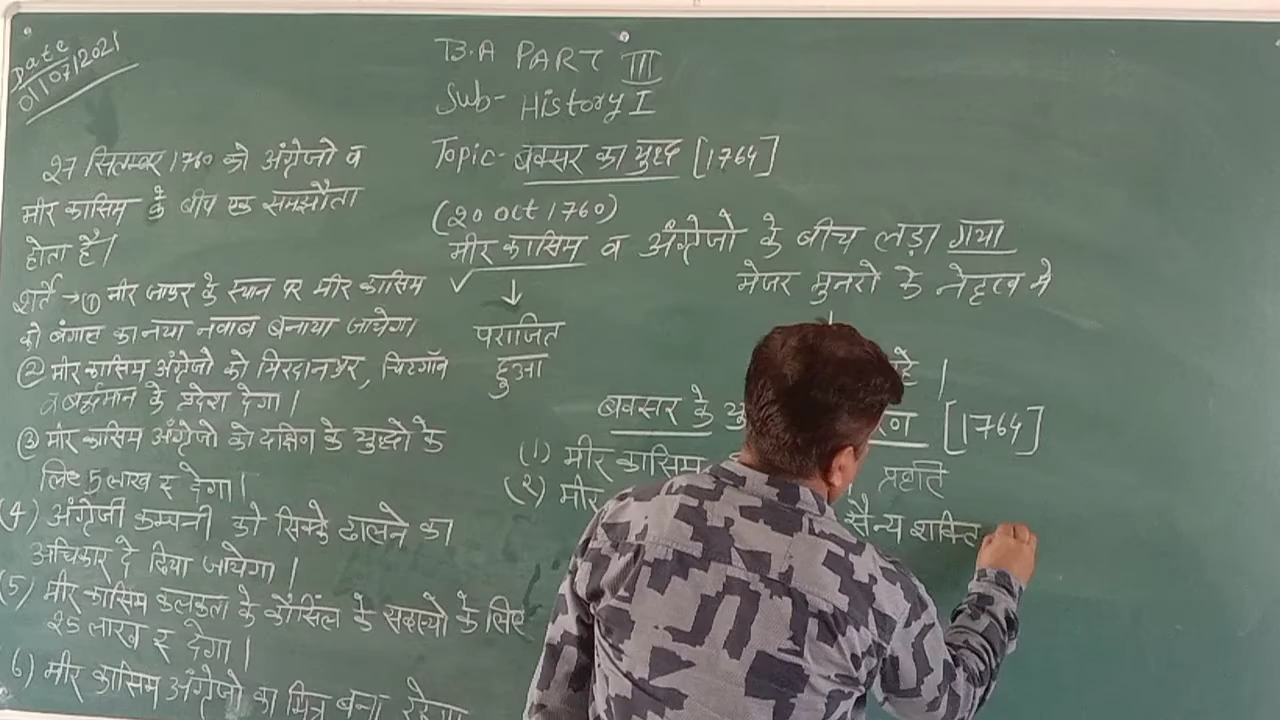 Date
01/07/2021
B.A PART III
Sub- History I
Topic- बक्सर का युद्ध [1764]
(20 Oct 1760)
मीर कासिम व अंग्रेजो के बीच लड़ा गया
मेजर मुनरो के नेतृत्व मे
पराजित
हुआ
27 सितम्बर 1760 को अंग्रेजो व
मीर कासिम के बीच एक समझौता
होता है।
शर्ते → ① मीर जाफर के स्थान पर मीर कासिम
को बंगाल का नया नवाब बनाया जायेगा।
② मीर कासिम अंग्रेजो को मिरदनापुर, चिटगाँव
व बर्द्धमान के प्रदेश देगा।
③ मीर कासिम अंग्रेजो को दक्षिण के युद्धो के
लिए 5 लाख रु देगा।
(4) अंग्रेजी कम्पनी को सिक्के ढालने का
अधिकार दे दिया जायेगा।
(5) मीर कासिम कलकता के कौंसिल के सदस्यो के लिए
25 लाख रु देगा।
(6) मीर कासिम अंग्रेजो का मित्र बना रहेगा
बक्सर के [1764]
(1) मीर कासिम
(2) मीर
सैन्य शक्ति